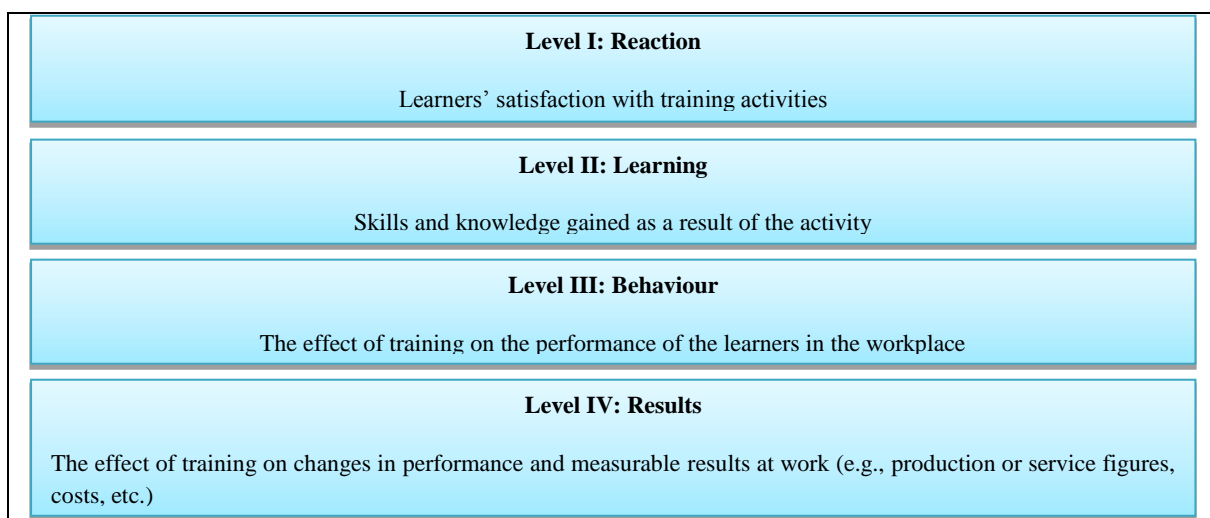 Level I: Reaction
Learners’ satisfaction with training activities
Level II: Learning
Skills and knowledge gained as a result of the activity
Level III: Behaviour
The effect of training on the performance of the learners in the workplace
Level IV: Results
The effect of training on changes in performance and measurable results at work (e.g., production or service figures,
costs, etc.)